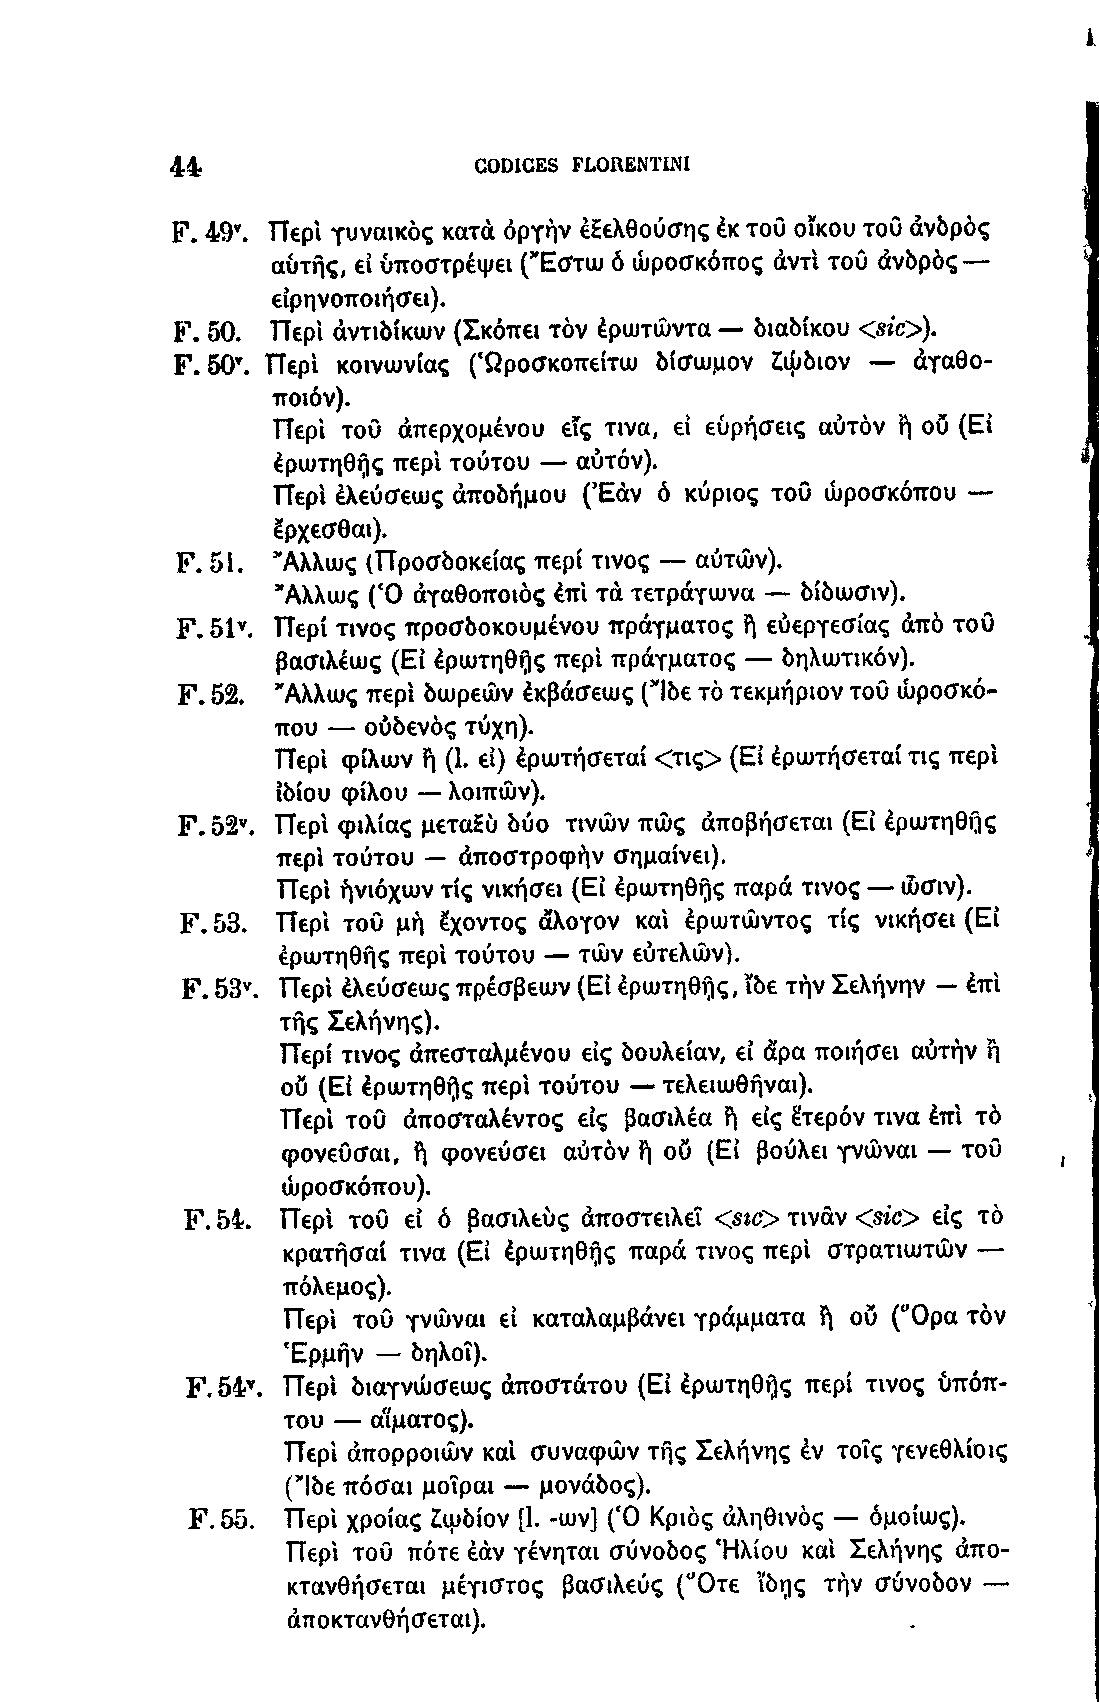 44 CODICES FLORENTINI
F. 49ᵛ. Περὶ γυναικὸς κατὰ ὀργὴν ἐξελθούσης ἐκ τοῦ οἴκου τοῦ ἀνδρὸς
αὑτῆς, εἰ ὑποστρέψει (Ἔστω ὁ ὡροσκόπος ἀντὶ τοῦ ἀνδρὸς —
εἰρηνοποιήσει).
F. 50. Περὶ ἀντιδίκων (Σκόπει τὸν ἐρωτῶντα — διαδίκου <sic>).
F. 50ᵛ. Περὶ κοινωνίας (Ὡροσκοπείτω δίσωμον ζῴδιον — ἀγαθο-
ποιόν).
Περὶ τοῦ ἀπερχομένου εἴς τινα, εἰ εὑρήσεις αὐτὸν ἢ οὔ (Εἰ
ἐρωτηθῇς περὶ τούτου — αὐτόν).
Περὶ ἐλεύσεως ἀποδήμου (Ἐὰν ὁ κύριος τοῦ ὡροσκόπου —
ἔρχεσθαι).
F. 51. Ἄλλως (Προσδοκείας περί τινος — αὐτῶν).
Ἄλλως (Ὁ ἀγαθοποιὸς ἐπὶ τὰ τετράγωνα — δίδωσιν).
F. 51ᵛ. Περί τινος προσδοκουμένου πράγματος ἢ εὐεργεσίας ἀπὸ τοῦ
βασιλέως (Εἰ ἐρωτηθῇς περὶ πράγματος — δηλωτικόν).
F. 52. Ἄλλως περὶ δωρεῶν ἐκβάσεως (Ἴδε τὸ τεκμήριον τοῦ ὡροσκό-
που — οὐδενὸς τύχη).
Περὶ φίλων ἢ (l. εἰ) ἐρωτήσεταί <τις> (Εἰ ἐρωτήσεταί τις περὶ
ἰδίου φίλου — λοιπῶν).
F. 52ᵛ. Περὶ φιλίας μεταξὺ δύο τινῶν πῶς ἀποβήσεται (Εἰ ἐρωτηθῇς
περὶ τούτου — ἀποστροφὴν σημαίνει).
Περὶ ἡνιόχων τίς νικήσει (Εἰ ἐρωτηθῇς παρά τινος — ὦσιν).
F. 53. Περὶ τοῦ μὴ ἔχοντος ἄλογον καὶ ἐρωτῶντος τίς νικήσει (Εἰ
ἐρωτηθῇς περὶ τούτου — τῶν εὐτελῶν).
F. 53ᵛ. Περὶ ἐλεύσεως πρέσβεων (Εἰ ἐρωτηθῇς, ἴδε τὴν Σελήνην — ἐπὶ
τῆς Σελήνης).
Περί τινος ἀπεσταλμένου εἰς δουλείαν, εἰ ἄρα ποιήσει αὐτὴν ἢ
οὔ (Εἰ ἐρωτηθῇς περὶ τούτου — τελειωθῆναι).
Περὶ τοῦ ἀποσταλέντος εἰς βασιλέα ἢ εἰς ἕτερόν τινα ἐπὶ τὸ
φονεῦσαι, ἢ φονεύσει αὐτὸν ἢ οὔ (Εἰ βούλει γνῶναι — τοῦ
ὡροσκόπου).
F. 54. Περὶ τοῦ εἰ ὁ βασιλεὺς ἀποστειλεῖ <sic> τινᾶν <sic> εἰς τὸ
κρατῆσαί τινα (Εἰ ἐρωτηθῇς παρά τινος περὶ στρατιωτῶν —
πόλεμος).
Περὶ τοῦ γνῶναι εἰ καταλαμβάνει γράμματα ἢ οὔ (Ὅρα τὸν
Ἑρμῆν — δηλοῖ).
F. 54ᵛ. Περὶ διαγνώσεως ἀποστάτου (Εἰ ἐρωτηθῇς περί τινος ὑπόπ-
του — αἵματος).
Περὶ ἀπορροιῶν καὶ συναφῶν τῆς Σελήνης ἐν τοῖς γενεθλίοις
(Ἴδε πόσαι μοῖραι — μονάδος).
F. 55. Περὶ χροίας ζῳδίον [l. -ων] (Ὁ Κριὸς ἀληθινὸς — ὁμοίως).
Περὶ τοῦ πότε ἐὰν γένηται σύνοδος Ἡλίου καὶ Σελήνης ἀπο-
κτανθήσεται μέγιστος βασιλεύς (Ὅτε ἴδῃς τὴν σύνοδον —
ἀποκτανθήσεται).